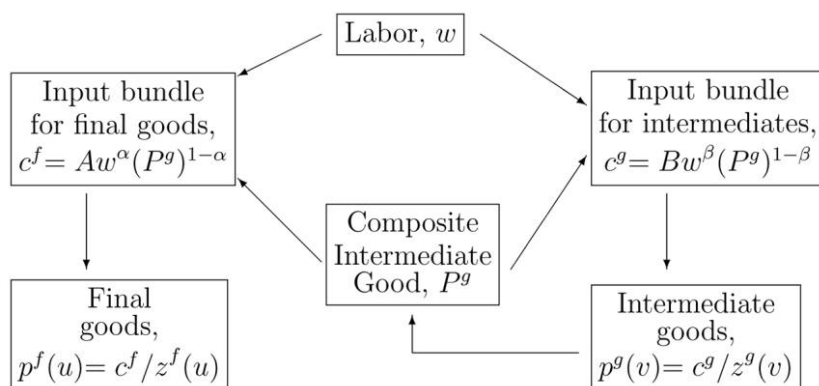 Labor, w
Input bundle
for final goods,
c^f = Aw^α(P^g)^{1−α}
Input bundle
for intermediates,
c^g = Bw^β(P^g)^{1−β}
Composite
Intermediate
Good, P^g
Final
goods,
p^f(u)= c^f/z^f(u)
Intermediate
goods,
p^g(v)= c^g/z^g(v)